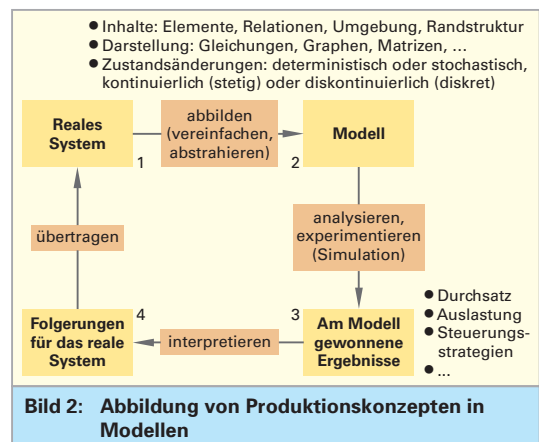 ● Inhalte: Elemente, Relationen, Umgebung, Randstruktur
● Darstellung: Gleichungen, Graphen, Matrizen, ...
● Zustandsänderungen: deterministisch oder stochastisch,
kontinuierlich (stetig) oder diskontinuierlich (diskret)
Reales
System
1
abbilden
(vereinfachen,
abstrahieren)
2
Modell
analysieren,
experimentieren
(Simulation)
übertragen
Folgerungen
für das reale
System
4
interpretieren
3
Am Modell
gewonnene
Ergebnisse
● Durchsatz
● Auslastung
● Steuerungs-
strategien
● ...
Bild 2: Abbildung von Produktionskonzepten in
Modellen